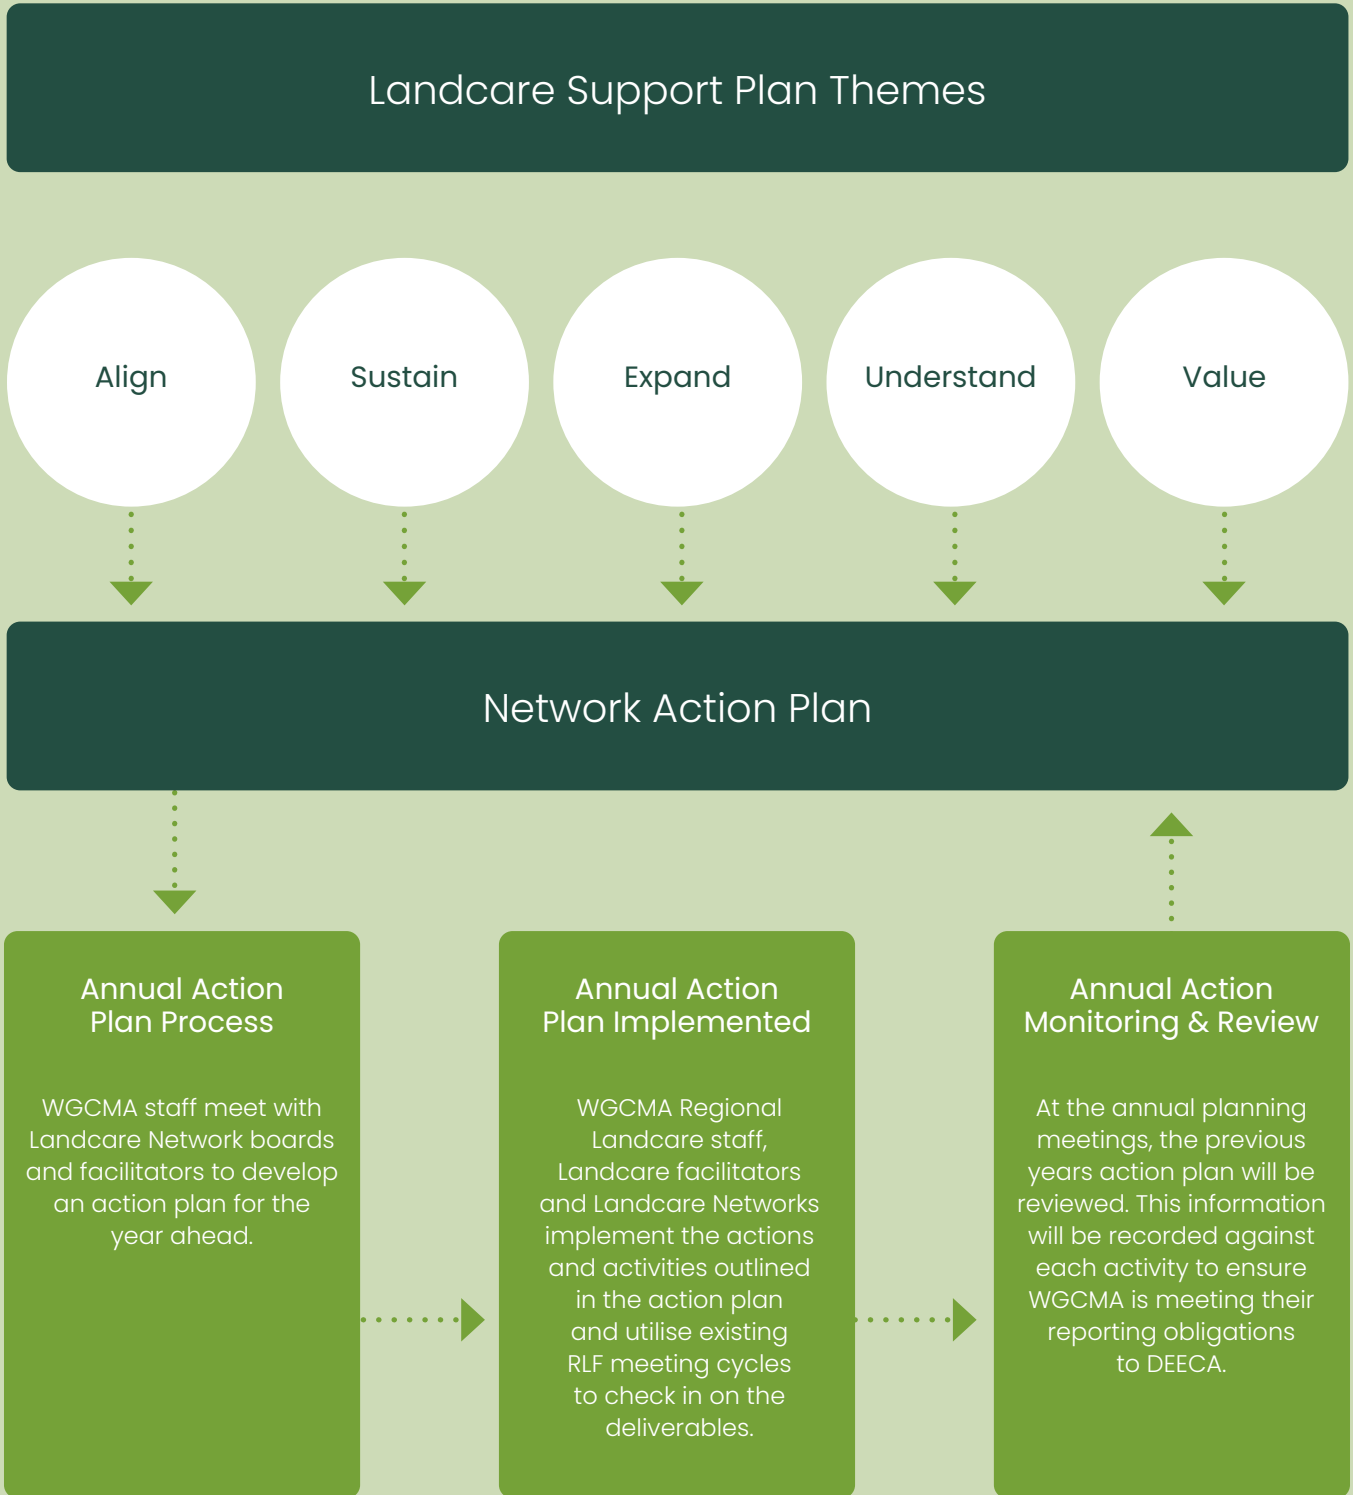 Landcare Support Plan Themes
Align
Sustain
Expand
Understand
Value
Network Action Plan
Annual Action
Plan Process
WGCMA staff meet with
Landcare Network boards
and facilitators to develop
an action plan for the
year ahead.
Annual Action
Plan Implemented
WGCMA Regional
Landcare staff,
Landcare facilitators
and Landcare Networks
implement the actions
and activities outlined
in the action plan
and utilise existing
RLF meeting cycles
to check in on the
deliverables.
Annual Action
Monitoring & Review
At the annual planning
meetings, the previous
years action plan will be
reviewed. This information
will be recorded against
each activity to ensure
WGCMA is meeting their
reporting obligations
to DEECA.